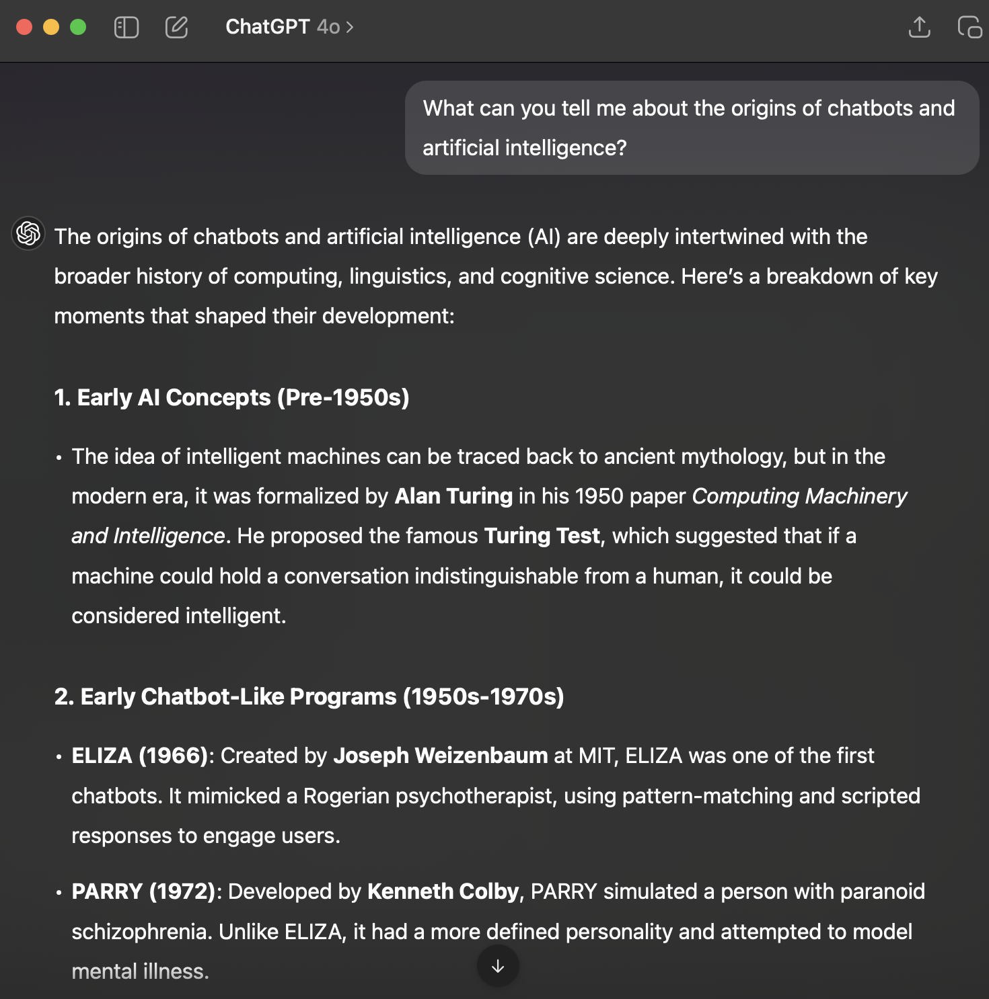 ChatGPT 4o >
What can you tell me about the origins of chatbots and
artificial intelligence?
The origins of chatbots and artificial intelligence (AI) are deeply intertwined with the
broader history of computing, linguistics, and cognitive science. Here’s a breakdown of key
moments that shaped their development:
1. Early AI Concepts (Pre-1950s)
• The idea of intelligent machines can be traced back to ancient mythology, but in the
modern era, it was formalized by Alan Turing in his 1950 paper Computing Machinery
and Intelligence. He proposed the famous Turing Test, which suggested that if a
machine could hold a conversation indistinguishable from a human, it could be
considered intelligent.
2. Early Chatbot-Like Programs (1950s-1970s)
• ELIZA (1966): Created by Joseph Weizenbaum at MIT, ELIZA was one of the first
chatbots. It mimicked a Rogerian psychotherapist, using pattern-matching and scripted
responses to engage users.
• PARRY (1972): Developed by Kenneth Colby, PARRY simulated a person with paranoid
schizophrenia. Unlike ELIZA, it had a more defined personality and attempted to model
mental illness.